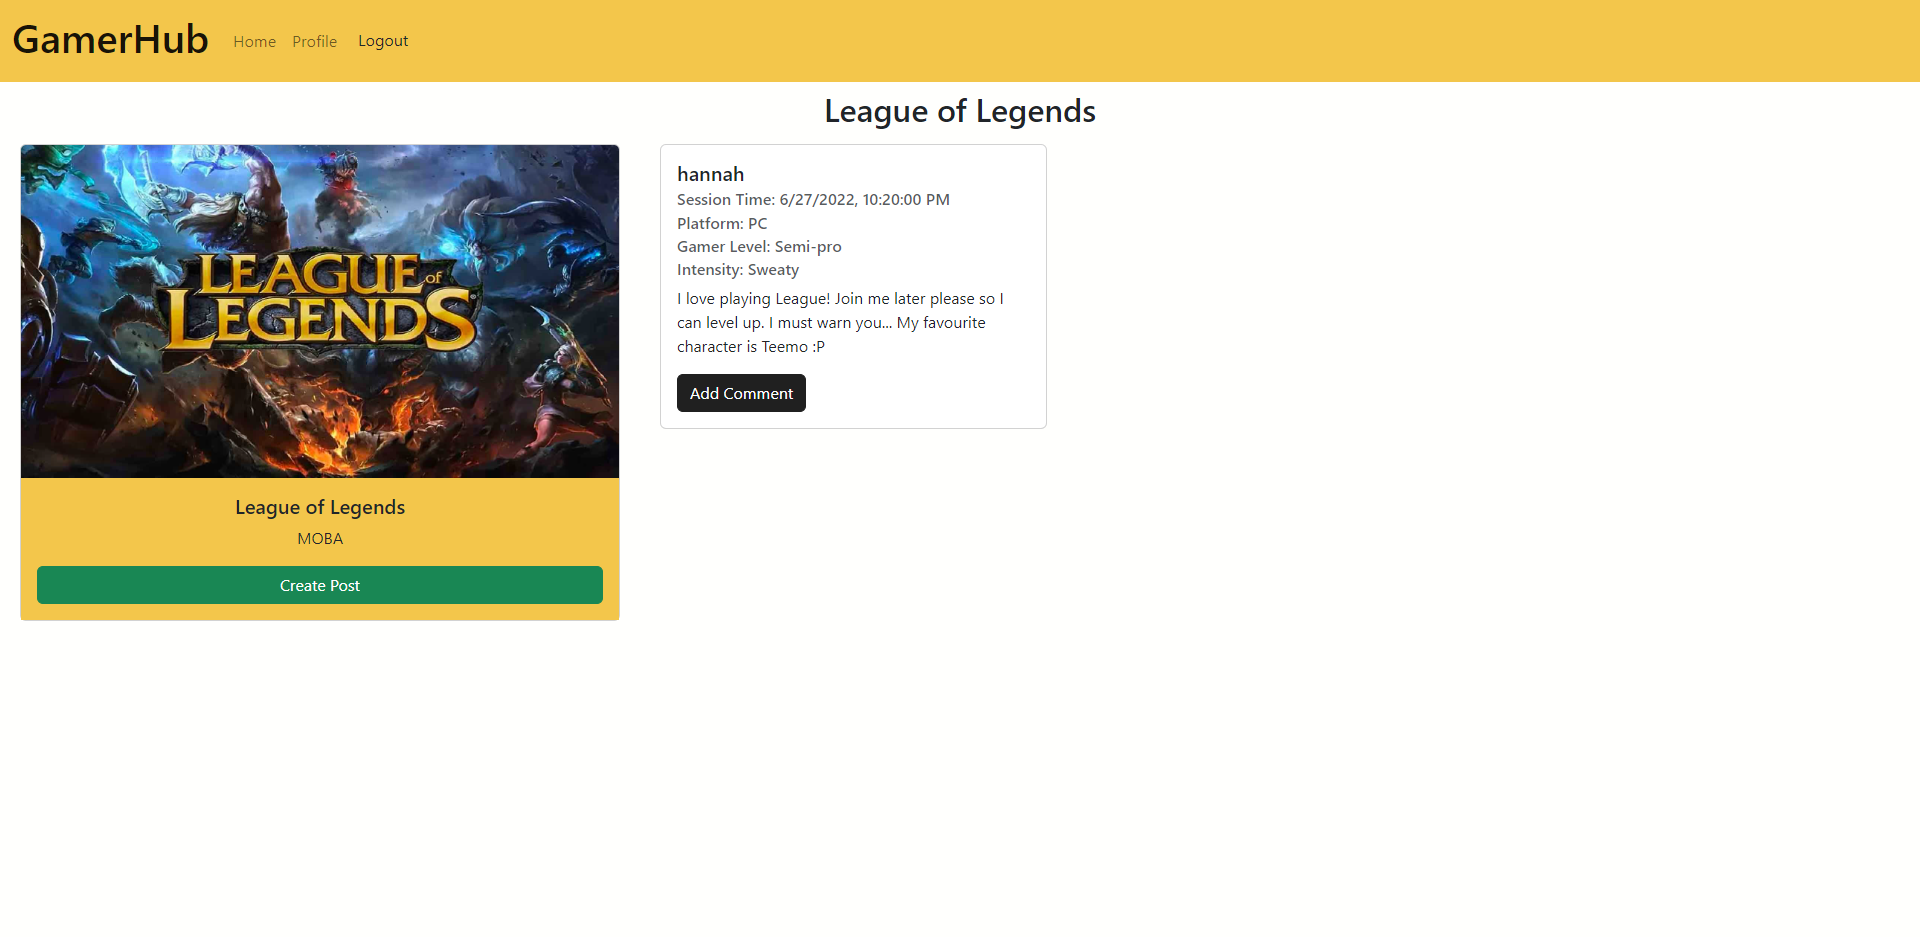 GamerHub Home Profile Logout
League of Legends
LEAGUE of
LEGENDS®
League of Legends
MOBA
Create Post
hannah
Session Time: 6/27/2022, 10:20:00 PM
Platform: PC
Gamer Level: Semi-pro
Intensity: Sweaty
I love playing League! Join me later please so I
can level up. I must warn you... My favourite
character is Teemo :P
Add Comment